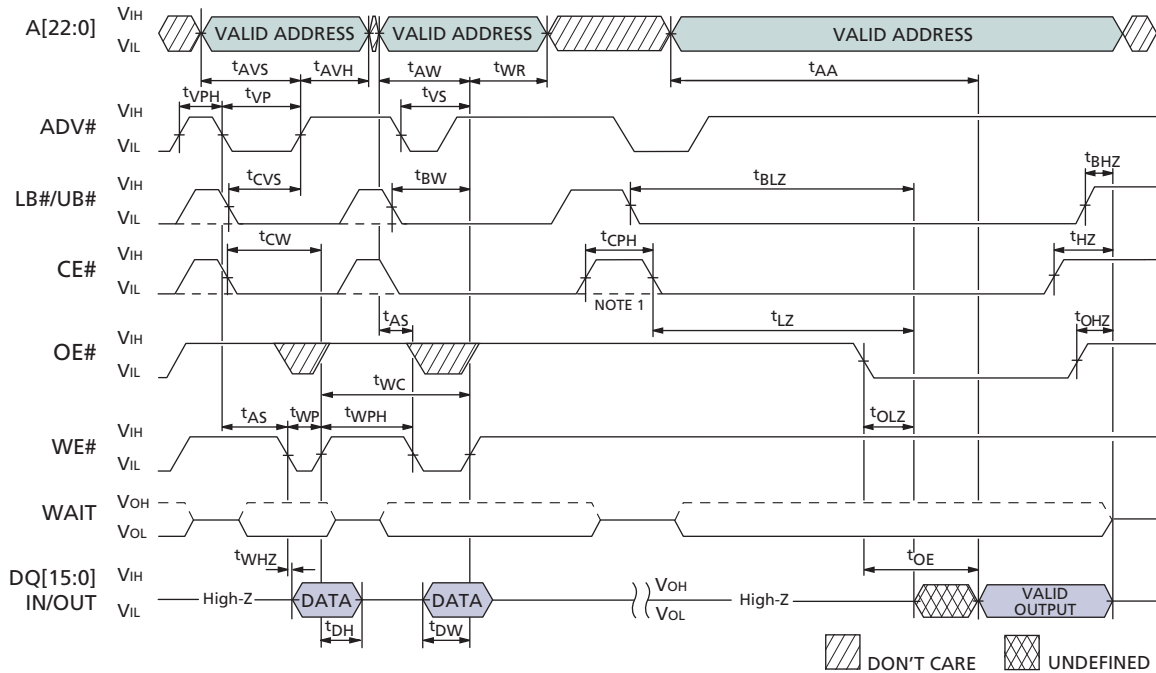 A[22:0] VIH VIL VALID ADDRESS VALID ADDRESS VALID ADDRESS
tAVS tAVH tAW tWR tAA
tVPH tVP tVS
ADV# VIH VIL
tCVS tBW tBLZ tBHZ
LB#/UB# VIH VIL
tCW tCPH tHZ
CE# VIH VIL
NOTE 1
tAS tLZ tOHZ
OE# VIH VIL
tWC
tAS tWP tWPH tOLZ
WE# VIH VIL
WAIT VOH VOL
tWHZ tOE
DQ[15:0] IN/OUT VIH VIL High-Z DATA DATA VOH VOL High-Z VALID OUTPUT
tDH tDW
DON'T CARE UNDEFINED